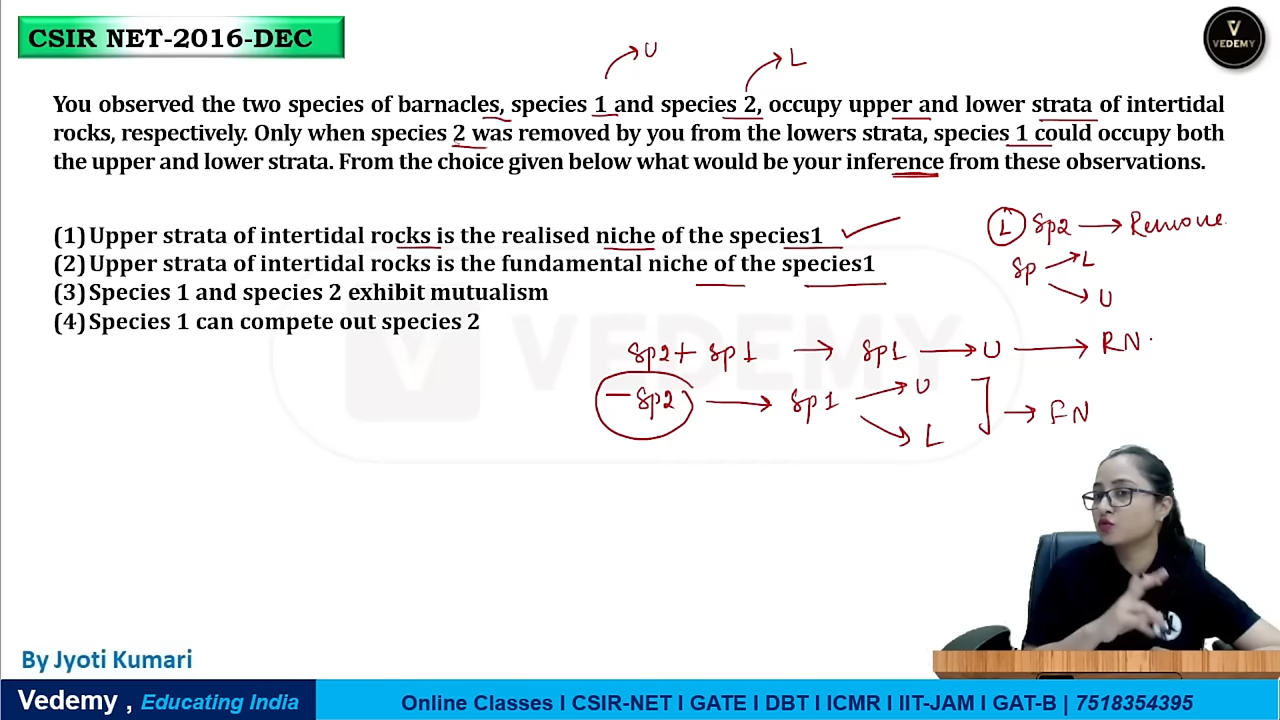 CSIR NET-2016-DEC
V
VEDEMY
U
L
You observed the two species of barnacles, species 1 and species 2, occupy upper and lower strata of intertidal
rocks, respectively. Only when species 2 was removed by you from the lowers strata, species 1 could occupy both
the upper and lower strata. From the choice given below what would be your inference from these observations.
(1) Upper strata of intertidal rocks is the realised niche of the species1
(2) Upper strata of intertidal rocks is the fundamental niche of the species1
(3) Species 1 and species 2 exhibit mutualism
(4) Species 1 can compete out species 2
L Sp2 → Remove
Sp → L
→ U
VEDEMY
Sp2 + Sp1 → Sp1 → U → RN.
- Sp2 → Sp1 → U
→ L
→ FN
By Jyoti Kumari
Vedemy , Educating India
Online Classes I CSIR-NET I GATE I DBT I ICMR I IIT-JAM I GAT-B | 7518354395